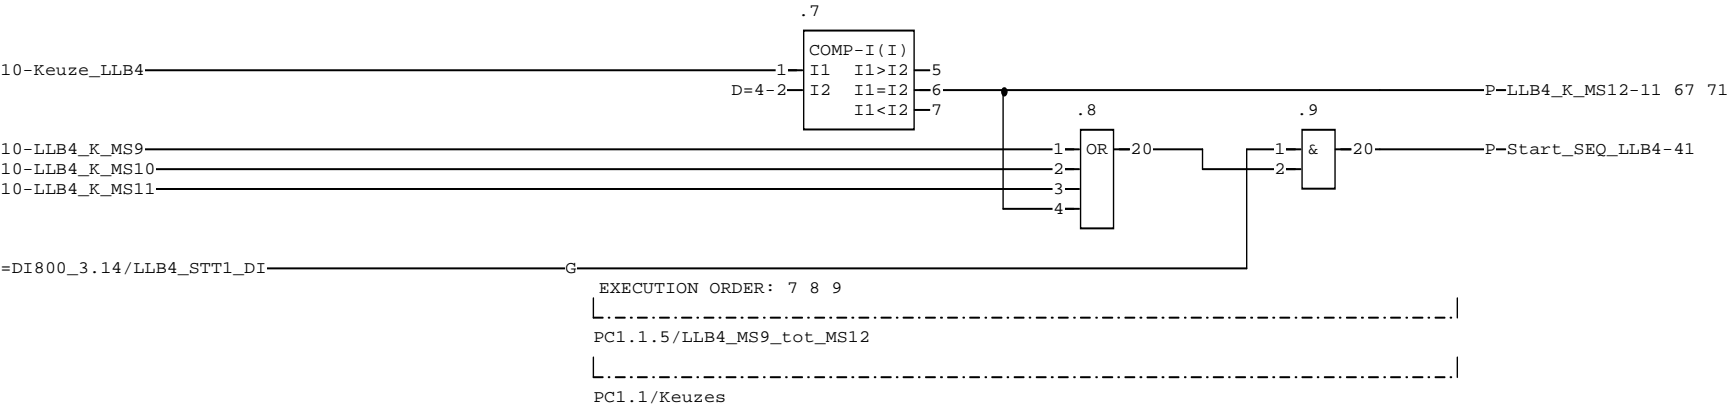 .7
COMP-I(I)
10-Keuze_LLB4 1 I1 I1>I2 5
D=4-2 I2 I1=I2 6 P-LLB4_K_MS12-11 67 71
I1<I2 7 .8 .9
10-LLB4_K_MS9 1 OR 20 1 & 20 P-Start_SEQ_LLB4-41
10-LLB4_K_MS10 2 2
10-LLB4_K_MS11 3
4
=DI800_3.14/LLB4_STT1_DI G
EXECUTION ORDER: 7 8 9
PC1.1.5/LLB4_MS9_tot_MS12
PC1.1/Keuzes